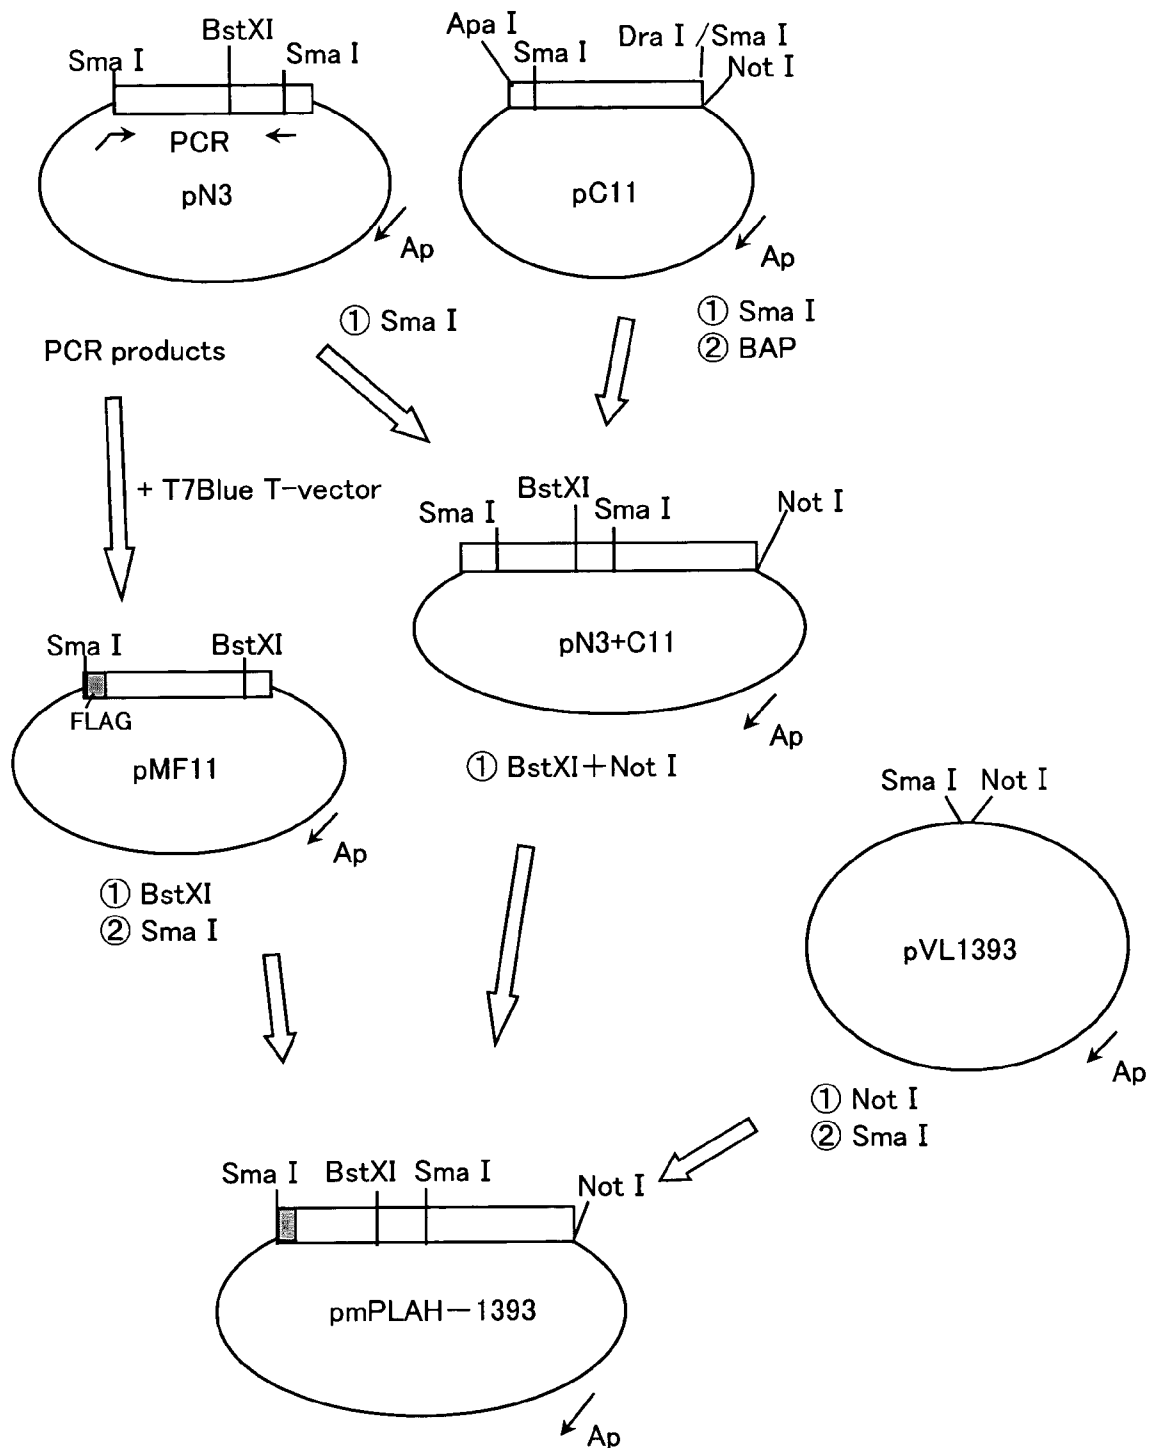 BstXI
Sma I
Sma I
PCR
pN3
Ap
Apa I
Sma I
Dra I /Sma I
Not I
pC11
Ap
① Sma I
① Sma I
② BAP
PCR products
+ T7Blue T-vector
BstXI
Sma I
Sma I
Not I
pN3+C11
Ap
① BstXI+Not I
Sma I
BstXI
FLAG
pMF11
Ap
① BstXI
② Sma I
Sma I
Not I
pVL1393
Ap
① Not I
② Sma I
Sma I
BstXI
Sma I
Not I
pmPLAH-1393
Ap